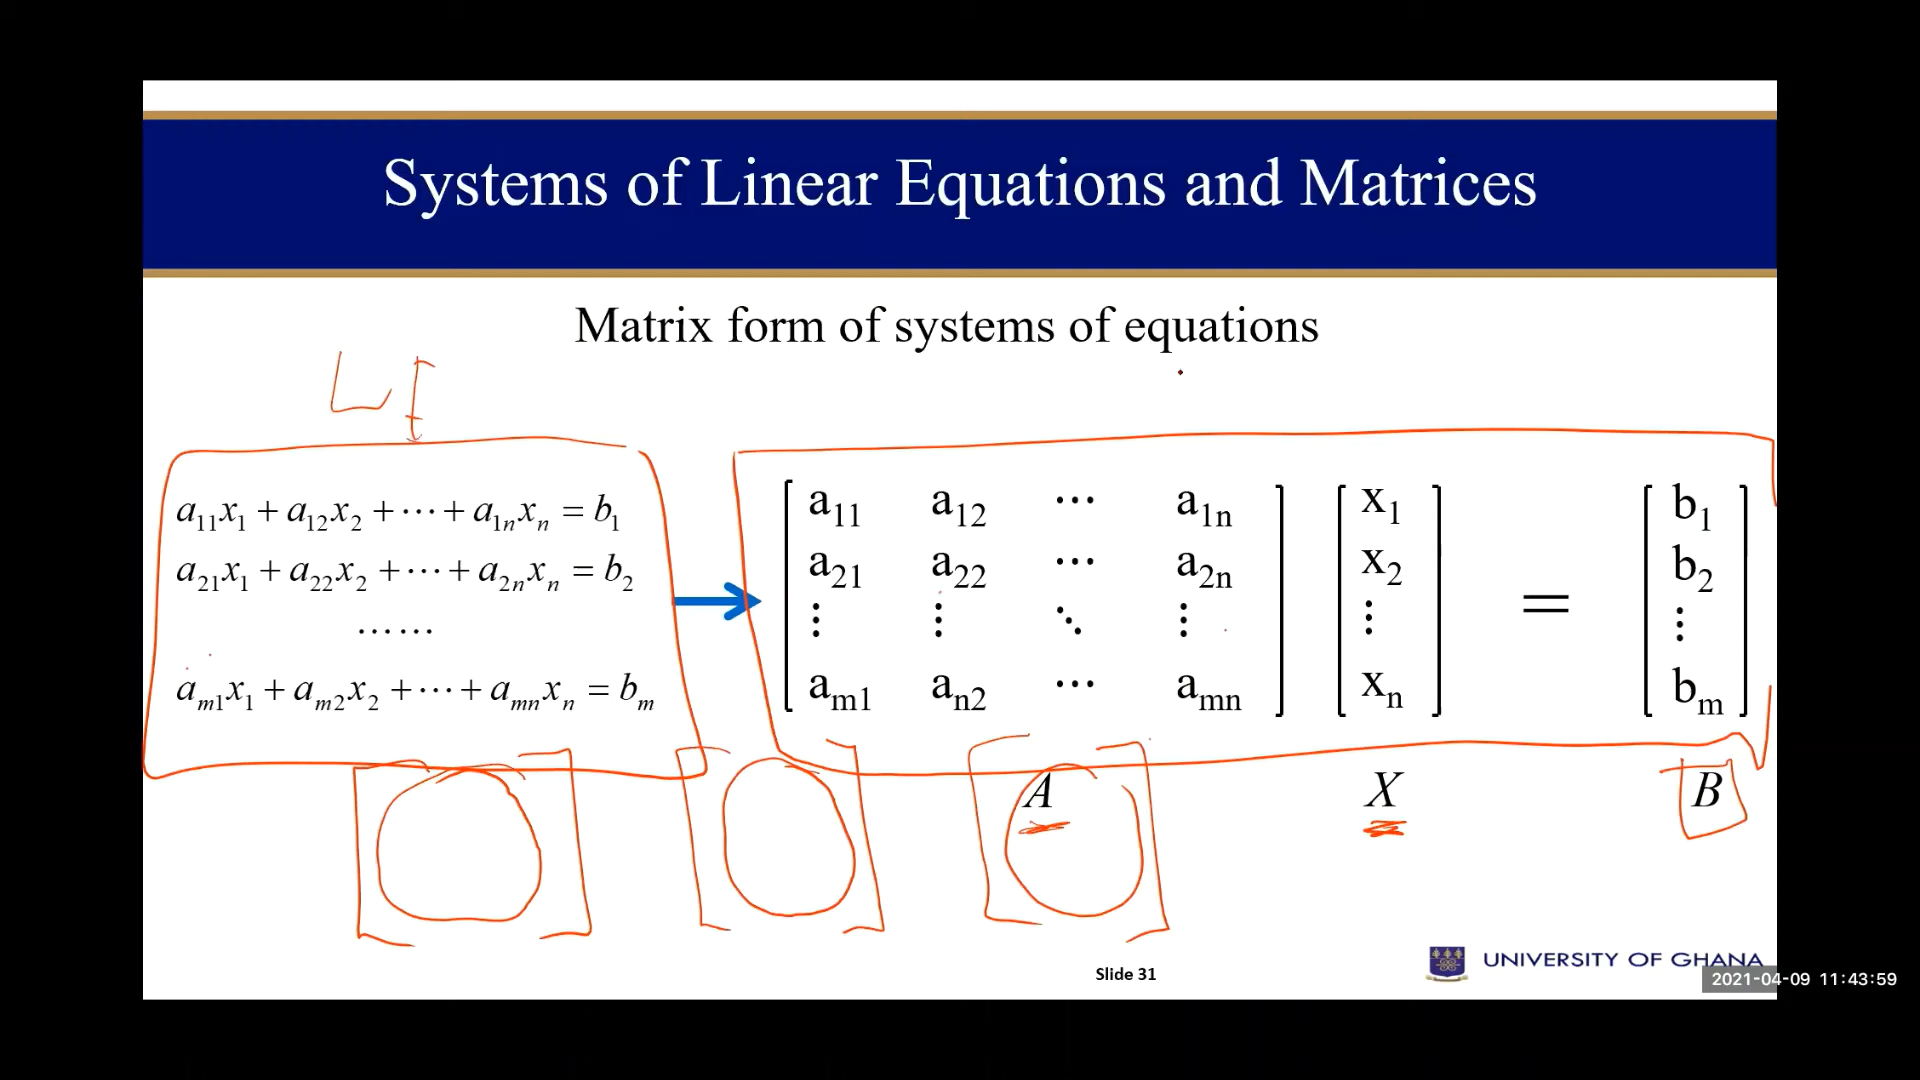 Systems of Linear Equations and Matrices
Matrix form of systems of equations
a₁₁x₁ + a₁₂x₂ + ⋯ + a₁ₙxₙ = b₁
a₂₁x₁ + a₂₂x₂ + ⋯ + a₂ₙxₙ = b₂
⋯⋯
aₘ₁x₁ + aₘ₂x₂ + ⋯ + aₘₙxₙ = bₘ
a₁₁ a₁₂ ⋯ a₁ₙ x₁ b₁
a₂₁ a₂₂ ⋯ a₂ₙ x₂ b₂
⋮ ⋮ ⋱ ⋮ ⋮ = ⋮
aₘ₁ aₙ₂ ⋯ aₘₙ xₙ bₘ
A X B
Slide 31
UNIVERSITY OF GHANA
2021-04-09 11:43:59